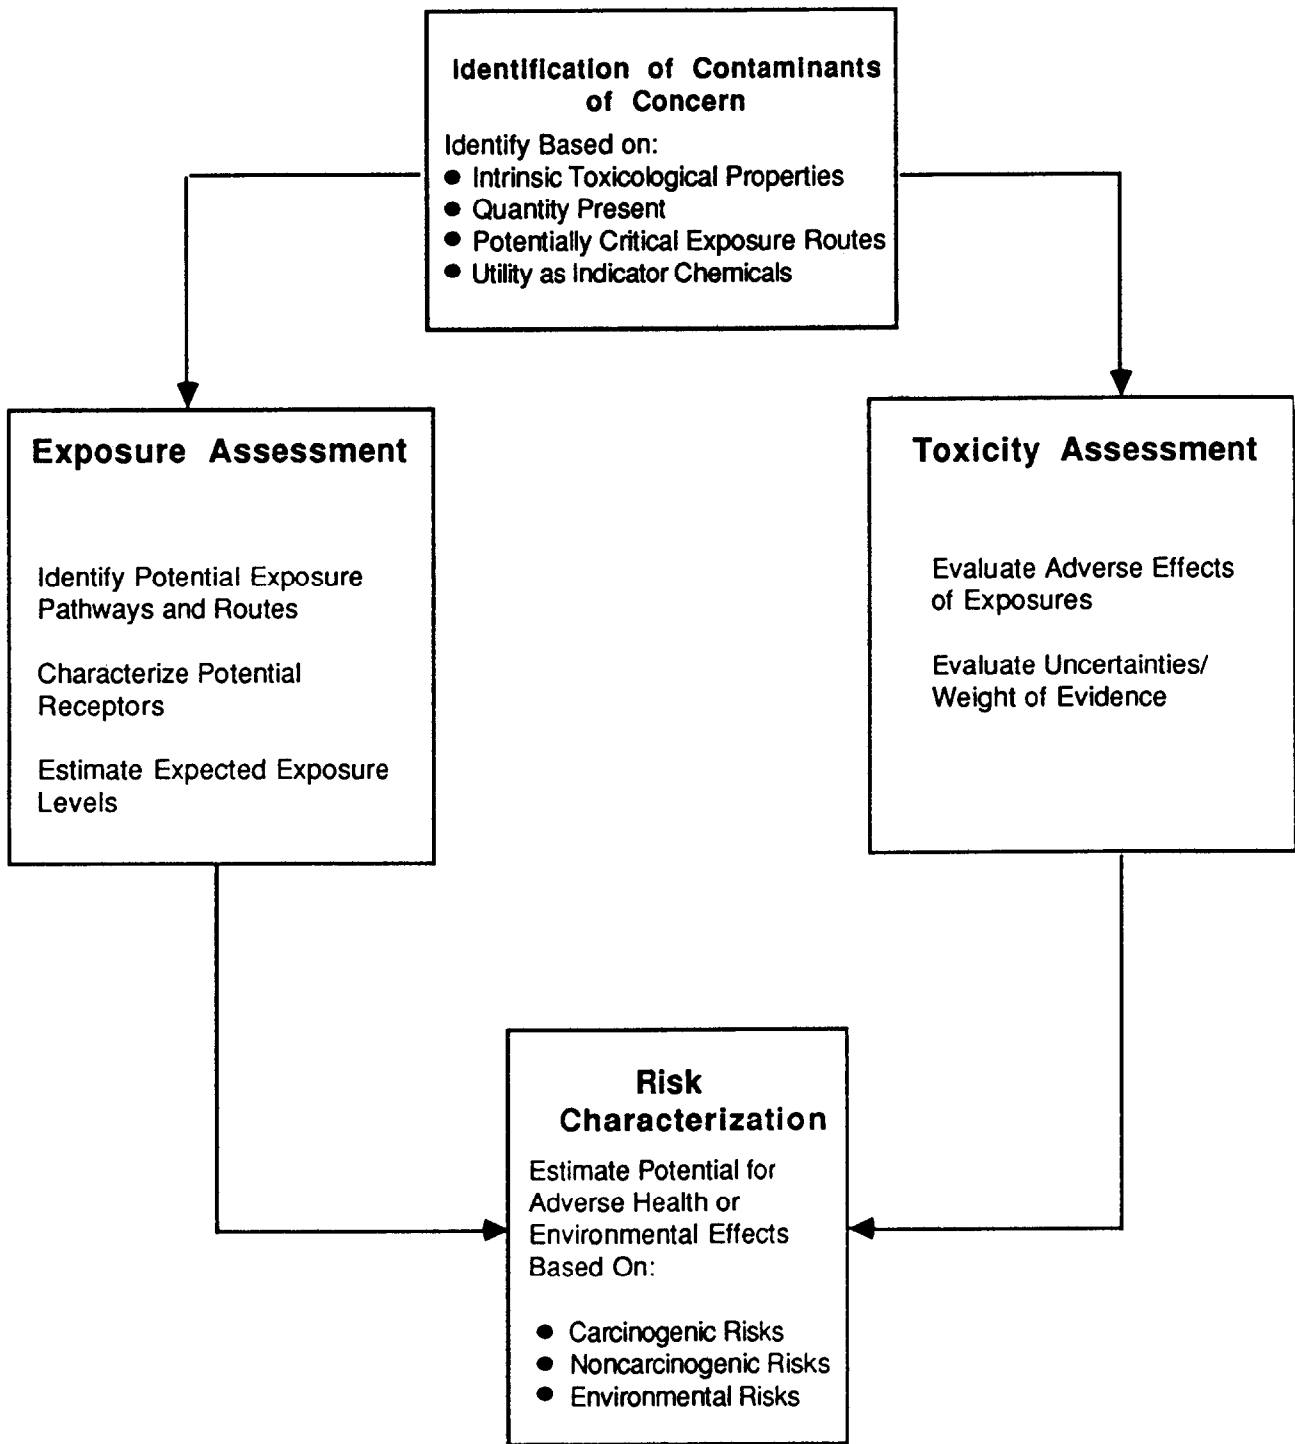 Identification of Contaminants
of Concern
Identify Based on:
● Intrinsic Toxicological Properties
● Quantity Present
● Potentially Critical Exposure Routes
● Utility as Indicator Chemicals
Exposure Assessment
Identify Potential Exposure
Pathways and Routes
Characterize Potential
Receptors
Estimate Expected Exposure
Levels
Toxicity Assessment
Evaluate Adverse Effects
of Exposures
Evaluate Uncertainties/
Weight of Evidence
Risk
Characterization
Estimate Potential for
Adverse Health or
Environmental Effects
Based On:
● Carcinogenic Risks
● Noncarcinogenic Risks
● Environmental Risks